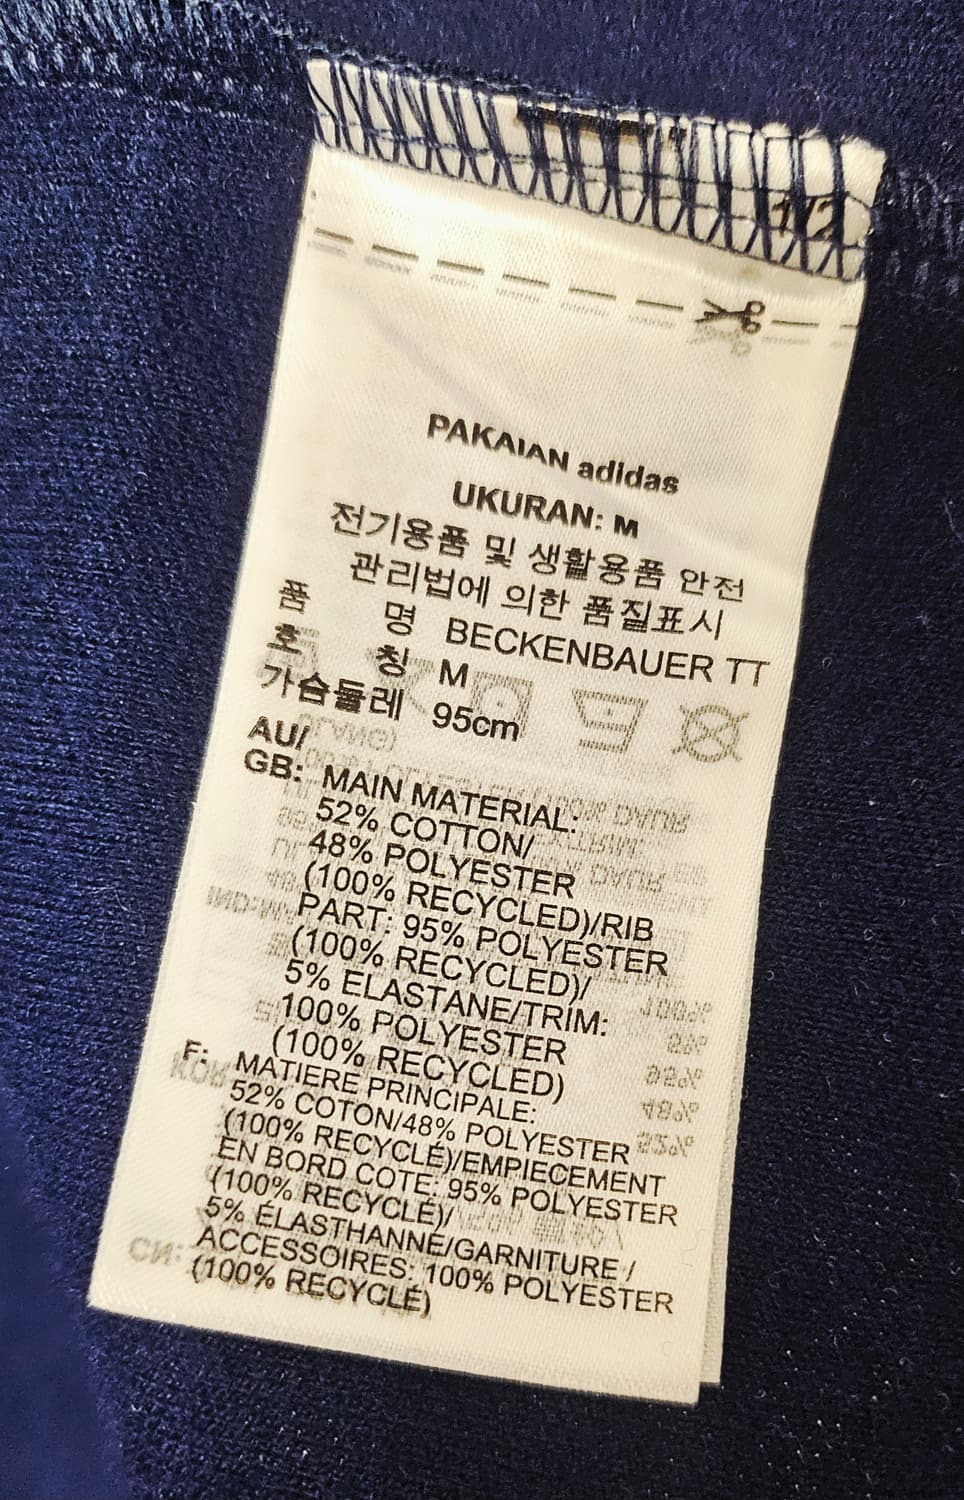 1/2
PAKAIAN adidas
UKURAN: M
전기용품 및 생활용품 안전
관리법에 의한 품질표시
품 명 BECKENBAUER TT
호 칭 M
가슴둘레 95cm
AU/
GB: MAIN MATERIAL:
52% COTTON/
48% POLYESTER
(100% RECYCLED)/RIB
PART: 95% POLYESTER
(100% RECYCLED)/
5% ELASTANE/TRIM:
100% POLYESTER
(100% RECYCLED)
F: MATIERE PRINCIPALE:
52% COTON/48% POLYESTER
(100% RECYCLÉ)/EMPIECEMENT
EN BORD COTE: 95% POLYESTER
(100% RECYCLÉ)/
5% ÉLASTHANNE/GARNITURE /
ACCESSOIRES: 100% POLYESTER
(100% RECYCLÉ)